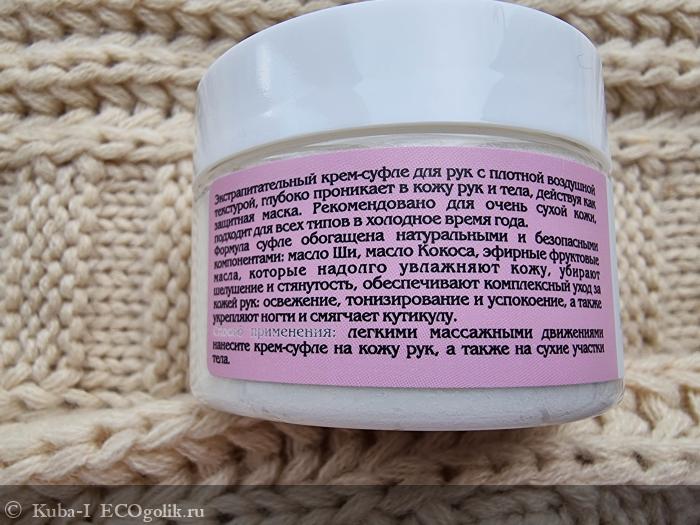 Экстрапитательный крем-суфле для рук с плотной воздушной
текстурой, глубоко проникает в кожу рук и тела, действуя как
защитная маска. Рекомендовано для очень сухой кожи,
подходит для всех типов в холодное время года.
Формула суфле обогащена натуральными и безопасными
компонентами: масло Ши, масло Кокоса, эфирные фруктовые
масла, которые надолго увлажняют кожу, убирают
шелушение и стянутость, обеспечивают комплексный уход за
кожей рук: освежение, тонизирование и успокоение, а также
укрепляют ногти и смягчает кутикулу.
Способ применения: легкими массажными движениями
нанесите крем-суфле на кожу рук, а также на сухие участки
тела.
© Kuba-I ECOgolik.ru